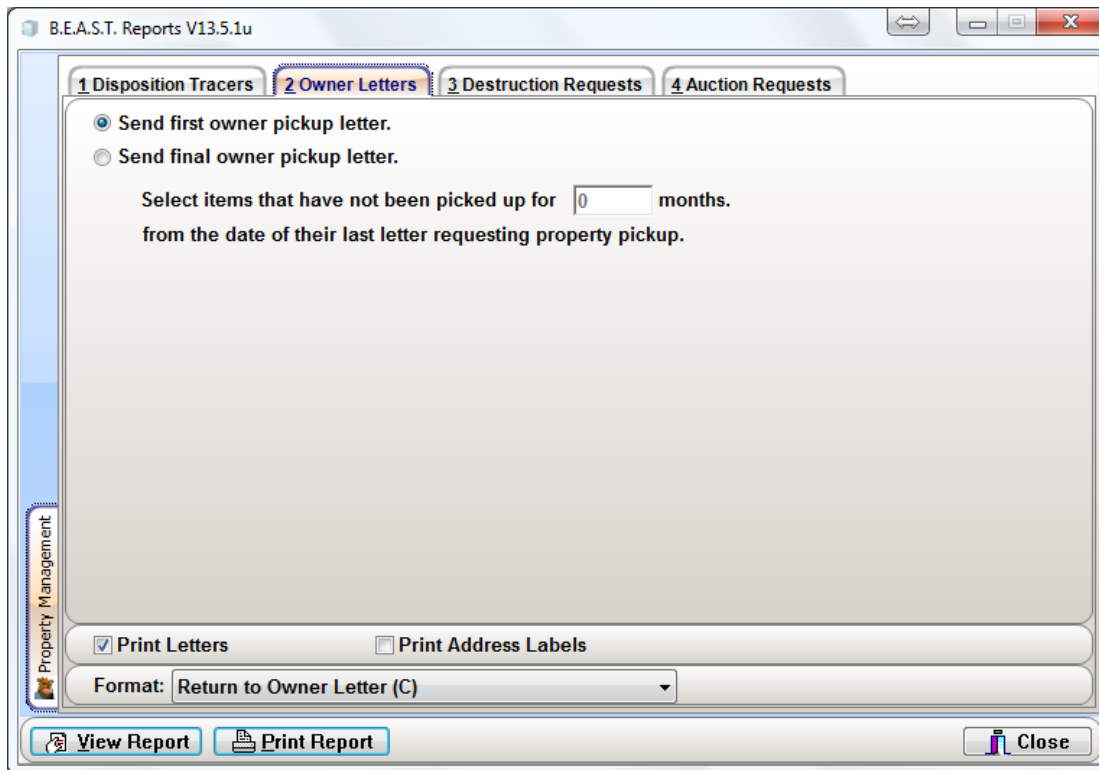 B.E.A.S.T. Reports V13.5.1u
1 Disposition Tracers 2 Owner Letters 3 Destruction Requests 4 Auction Requests
Send first owner pickup letter.
Send final owner pickup letter.
Select items that have not been picked up for 0 months.
from the date of their last letter requesting property pickup.
Property Management
Print Letters Print Address Labels
Format: Return to Owner Letter (C)
View Report Print Report Close